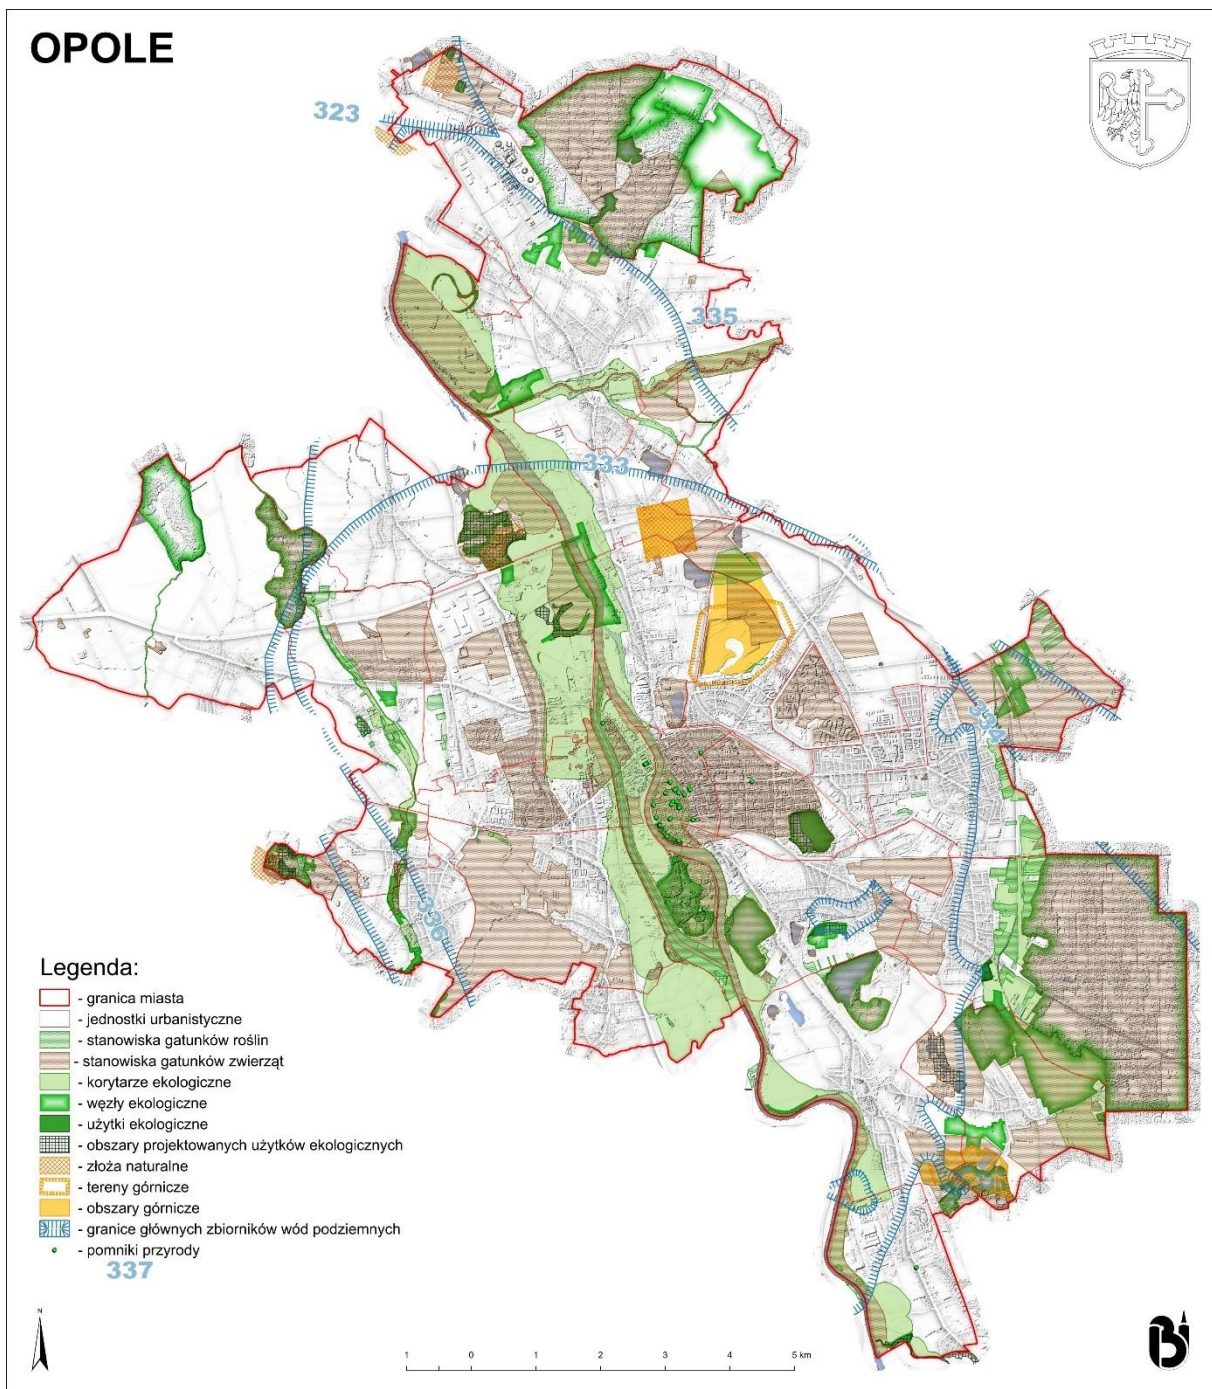 OPOLE
323
335
333
334
336
Legenda:
- granica miasta
- jednostki urbanistyczne
- stanowiska gatunków roślin
- stanowiska gatunków zwierząt
- korytarze ekologiczne
- węzły ekologiczne
- użytki ekologiczne
- obszary projektowanych użytków ekologicznych
- złoża naturalne
- tereny górnicze
- obszary górnicze
- granice głównych zbiorników wód podziemnych
- pomniki przyrody
337
N
1 0 1 2 3 4 5 km